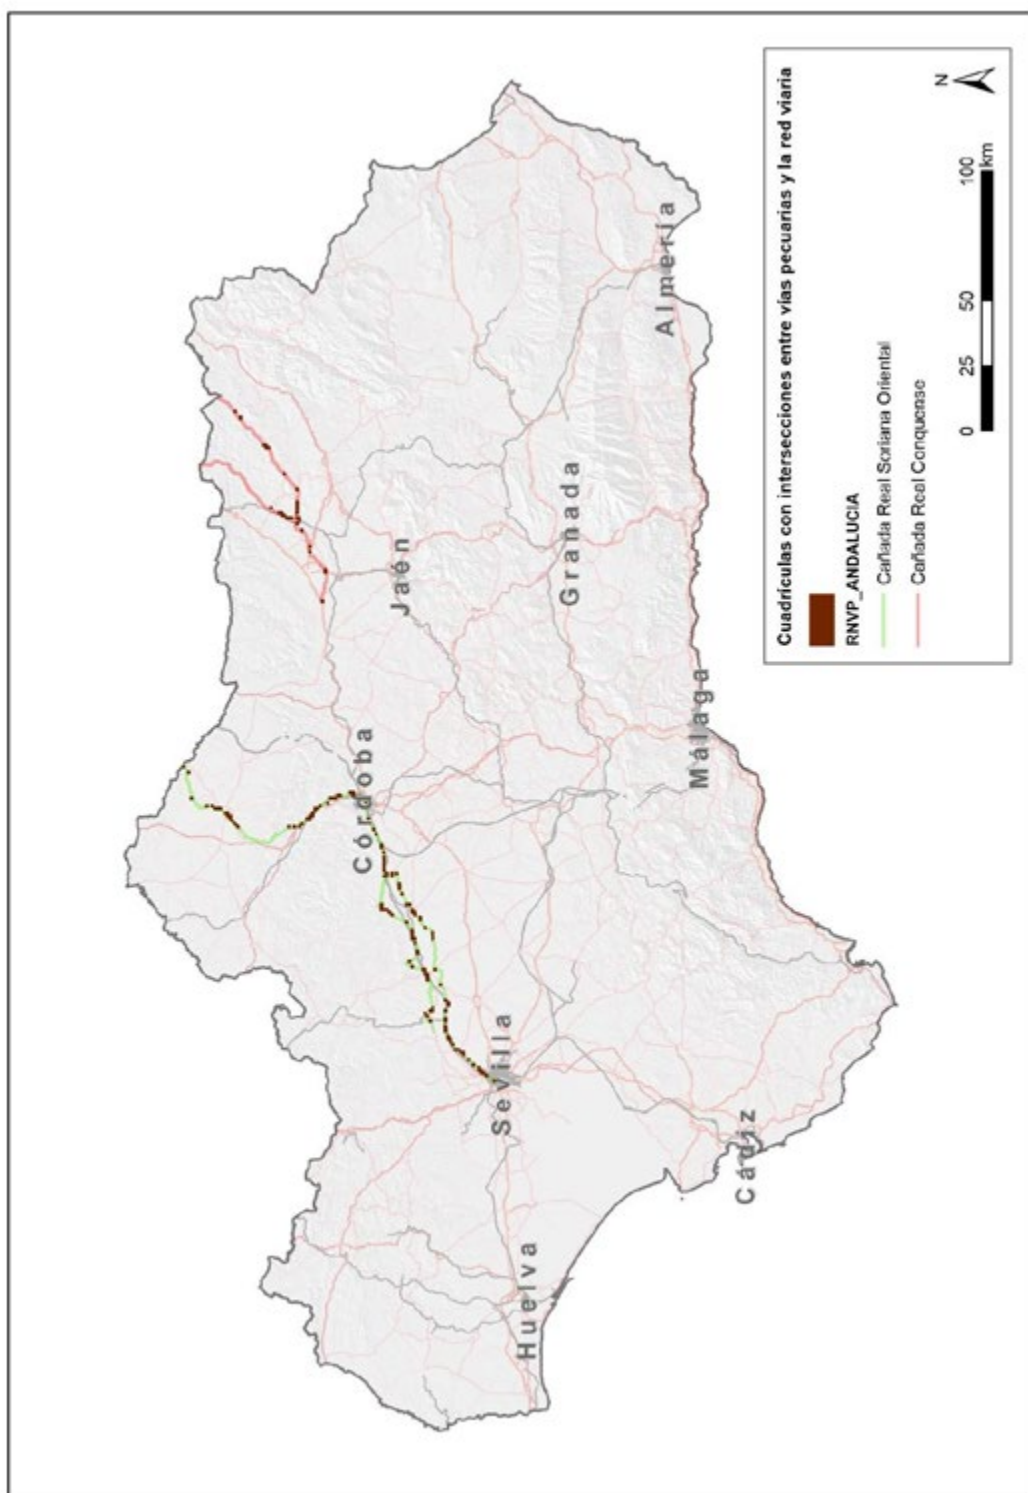 Córdoba
Jaén
Sevilla
Huelva
Granada
Almería
Málaga
Cádiz
Cuadrículas con intersecciones entre vías pecuarias y la red viaria
RNVP_ANDALUCIA
Cañada Real Soriana Oriental
Cañada Real Conquense
0 25 50 100
km
N